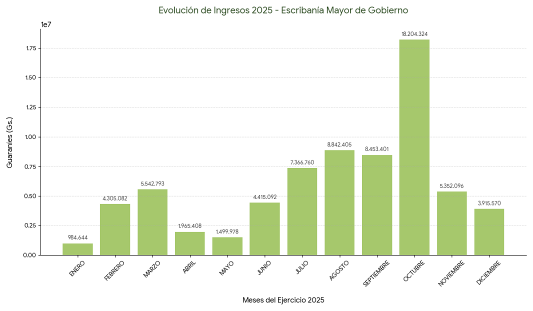 Evolución de Ingresos 2025 - Escribanía Mayor de Gobierno
1e7
Guaraníes (Gs.)
1.75
1.50
1.25
1.00
0.75
0.50
0.25
0.00
984.644
4.305.082
5.542.793
1.965.408
1.499.978
4.415.092
7.366.760
8.842.406
8.453.401
18.204.324
5.352.096
3.915.570
ENERO
FEBRERO
MARZO
ABRIL
MAYO
JUNIO
JULIO
AGOSTO
SEPTIEMBRE
OCTUBRE
NOVIEMBRE
DICIEMBRE
Meses del Ejercicio 2025